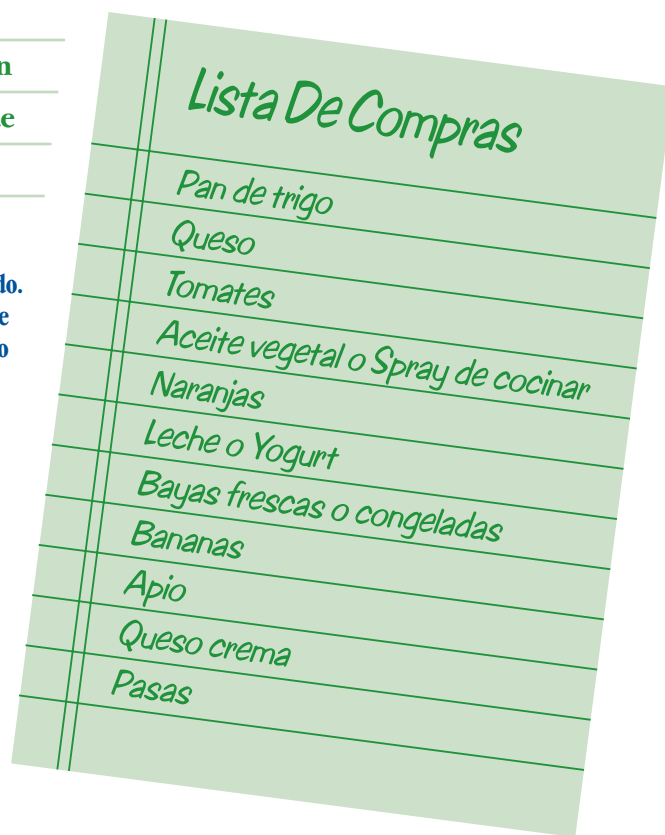 Lista De Compras
Pan de trigo
Queso
Tomates
Aceite vegetal o Spray de cocinar
Naranjas
Leche o Yogurt
Bayas frescas o congeladas
Bananas
Apio
Queso crema
Pasas